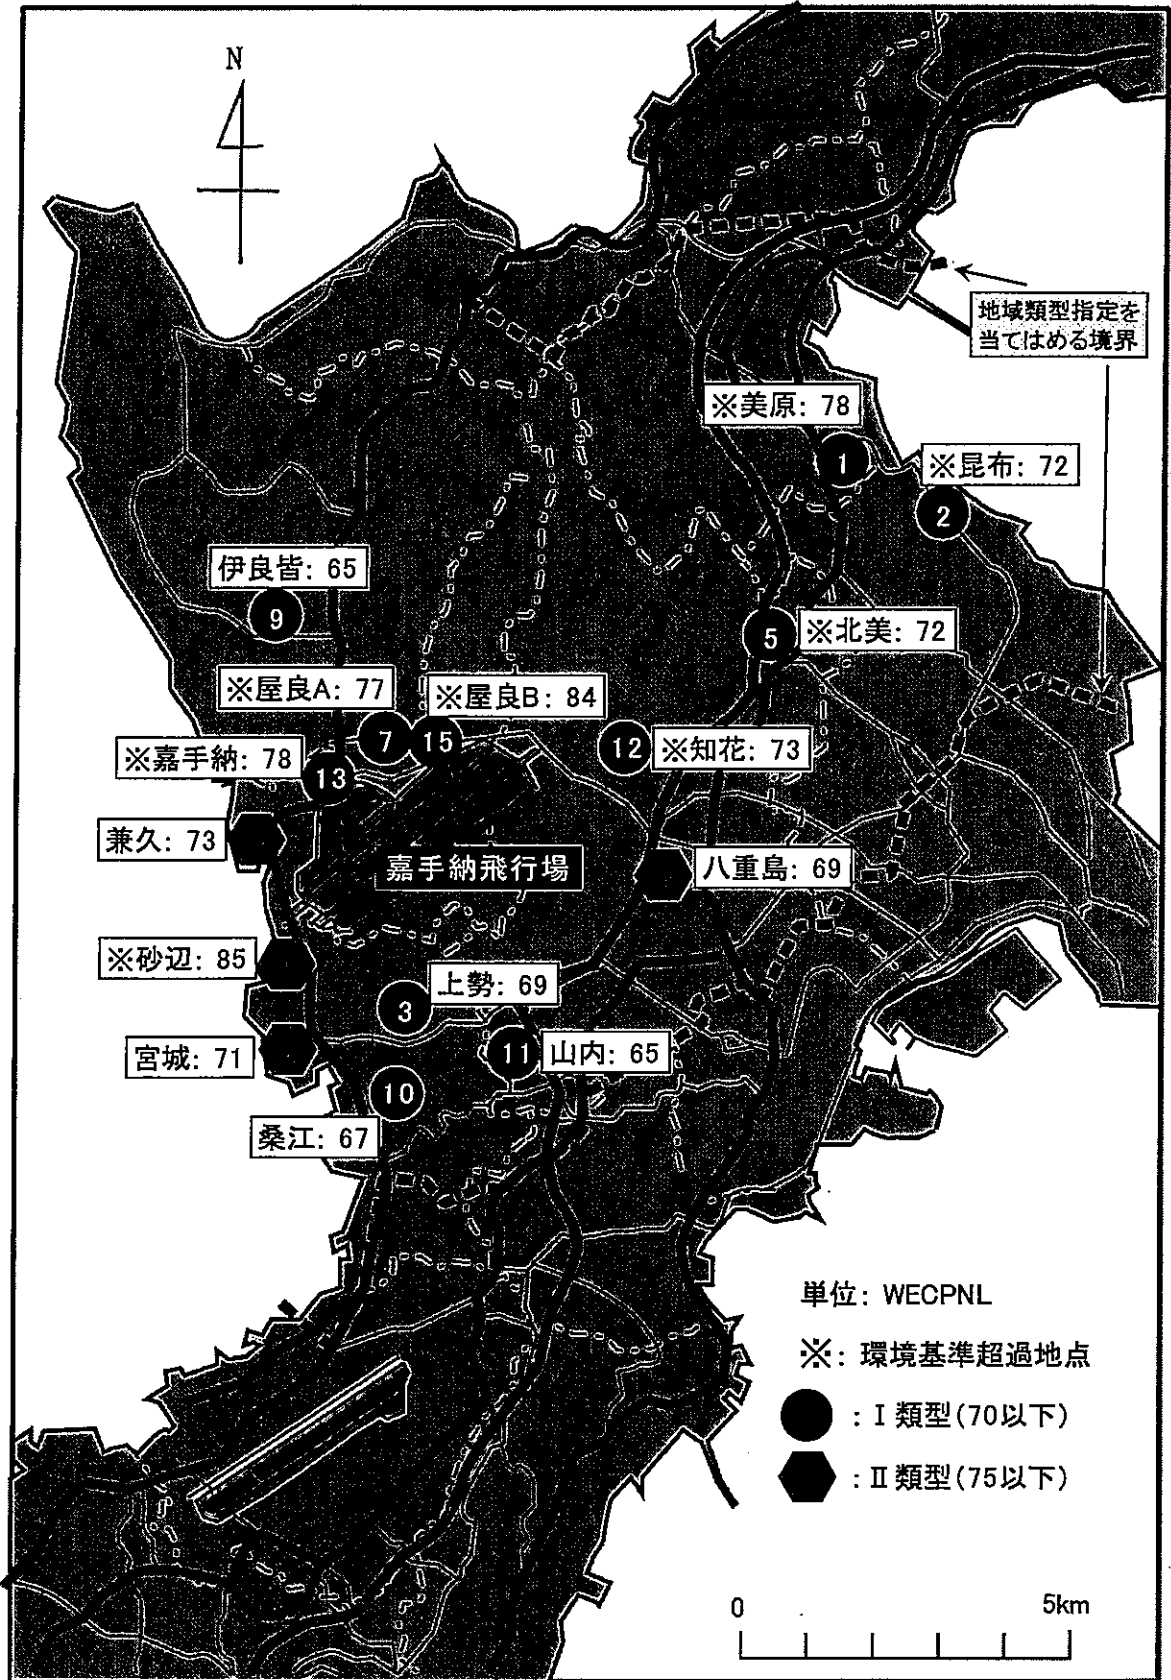 N
地域類型指定を
当てはめる境界
※美原: 78
1
※昆布: 72
2
伊良皆: 65
9
5
※北美: 72
※屋良A: 77
※屋良B: 84
7
15
12
※知花: 73
※嘉手納: 78
13
兼久: 73
嘉手納飛行場
八重島: 69
※砂辺: 85
上勢: 69
3
宮城: 71
11
山内: 65
10
桑江: 67
単位: WECPNL
※: 環境基準超過地点
: I 類型(70以下)
: II 類型(75以下)
0
5km